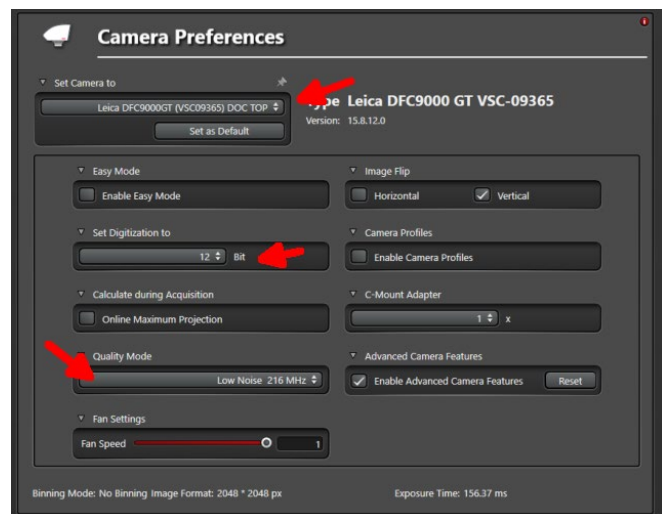 Camera Preferences
Set Camera to
Leica DFC9000GT (VSC09365) DOC TOP
Set as Default
Type Leica DFC9000 GT VSC-09365
Version: 15.8.12.0
Easy Mode
Enable Easy Mode
Image Flip
Horizontal Vertical
Set Digitization to
12 Bit
Camera Profiles
Enable Camera Profiles
Calculate during Acquisition
Online Maximum Projection
C-Mount Adapter
1 x
Quality Mode
Low Noise 216 MHz
Advanced Camera Features
Enable Advanced Camera Features Reset
Fan Settings
Fan Speed 1
Binning Mode: No Binning Image Format: 2048 * 2048 px Exposure Time: 156.37 ms